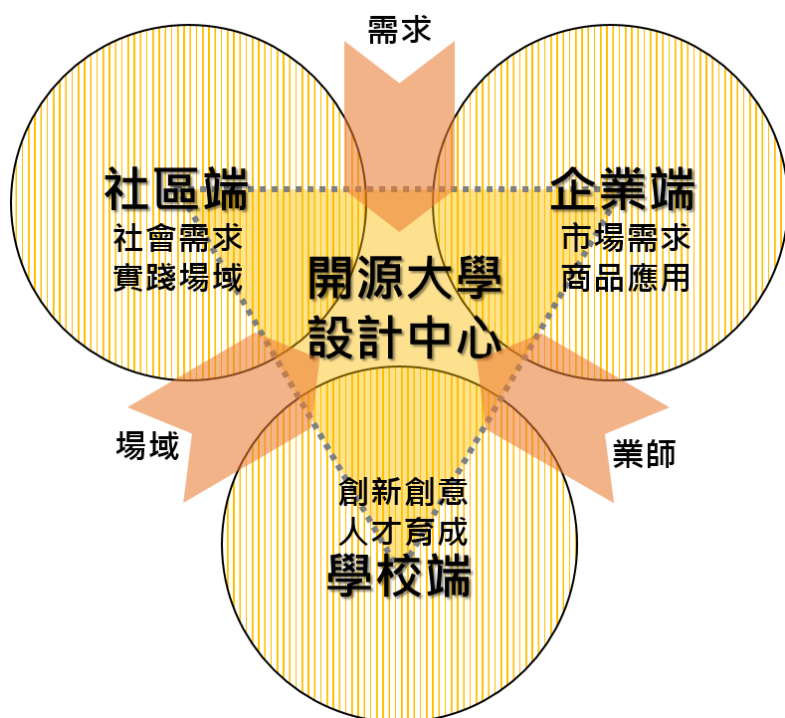 需求
社區端
社會需求
實踐場域
企業端
市場需求
商品應用
開源大學
設計中心
場域
業師
創新創意
人才育成
學校端